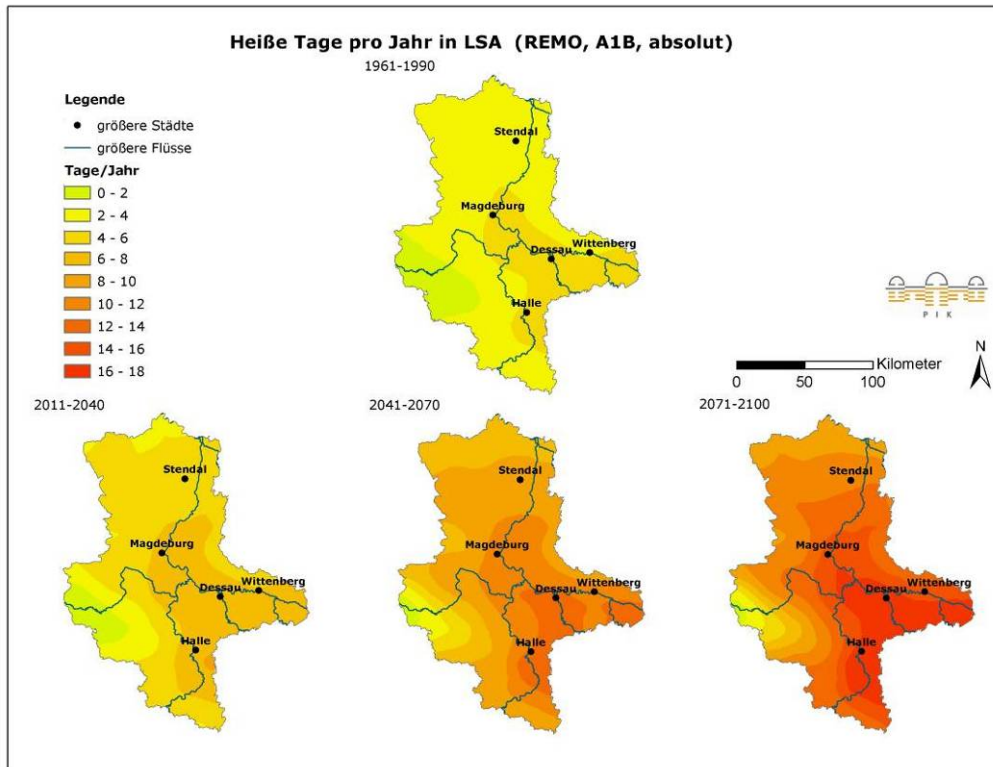 Heiße Tage pro Jahr in LSA (REMO, A1B, absolut)
1961-1990
Legende
größere Städte
größere Flüsse
Tage/Jahr
0 - 2
2 - 4
4 - 6
6 - 8
8 - 10
10 - 12
12 - 14
14 - 16
16 - 18
Stendal
Magdeburg
Dessau
Wittenberg
Halle
P I K
Kilometer
0 50 100
N
2011-2040
Stendal
Magdeburg
Dessau
Wittenberg
Halle
2041-2070
Stendal
Magdeburg
Dessau
Wittenberg
Halle
2071-2100
Stendal
Magdeburg
Dessau
Wittenberg
Halle